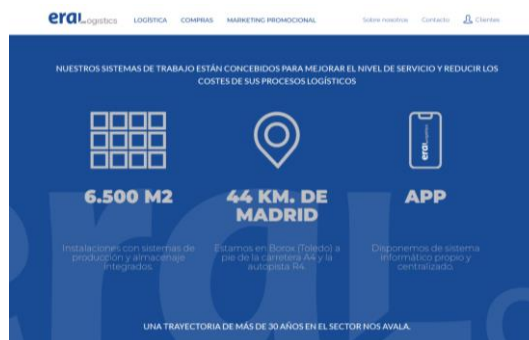 eral Logistics LOGÍSTICA COMPRAS MARKETING PROMOCIONAL Sobre nosotros Contacto Clientes
NUESTROS SISTEMAS DE TRABAJO ESTÁN CONCEBIDOS PARA MEJORAR EL NIVEL DE SERVICIO Y REDUCIR LOS
COSTES DE SUS PROCESOS LOGÍSTICOS
eral Logistics
6.500 M2
44 KM. DE
MADRID
APP
Instalaciones con sistemas de
producción y almacenaje
integrados.
Estamos en Borox (Toledo) a
pie de la carretera A4 y la
autopista R4.
Disponemos de sistema
informático propio y
centralizado.
UNA TRAYECTORIA DE MÁS DE 30 AÑOS EN EL SECTOR NOS AVALA.